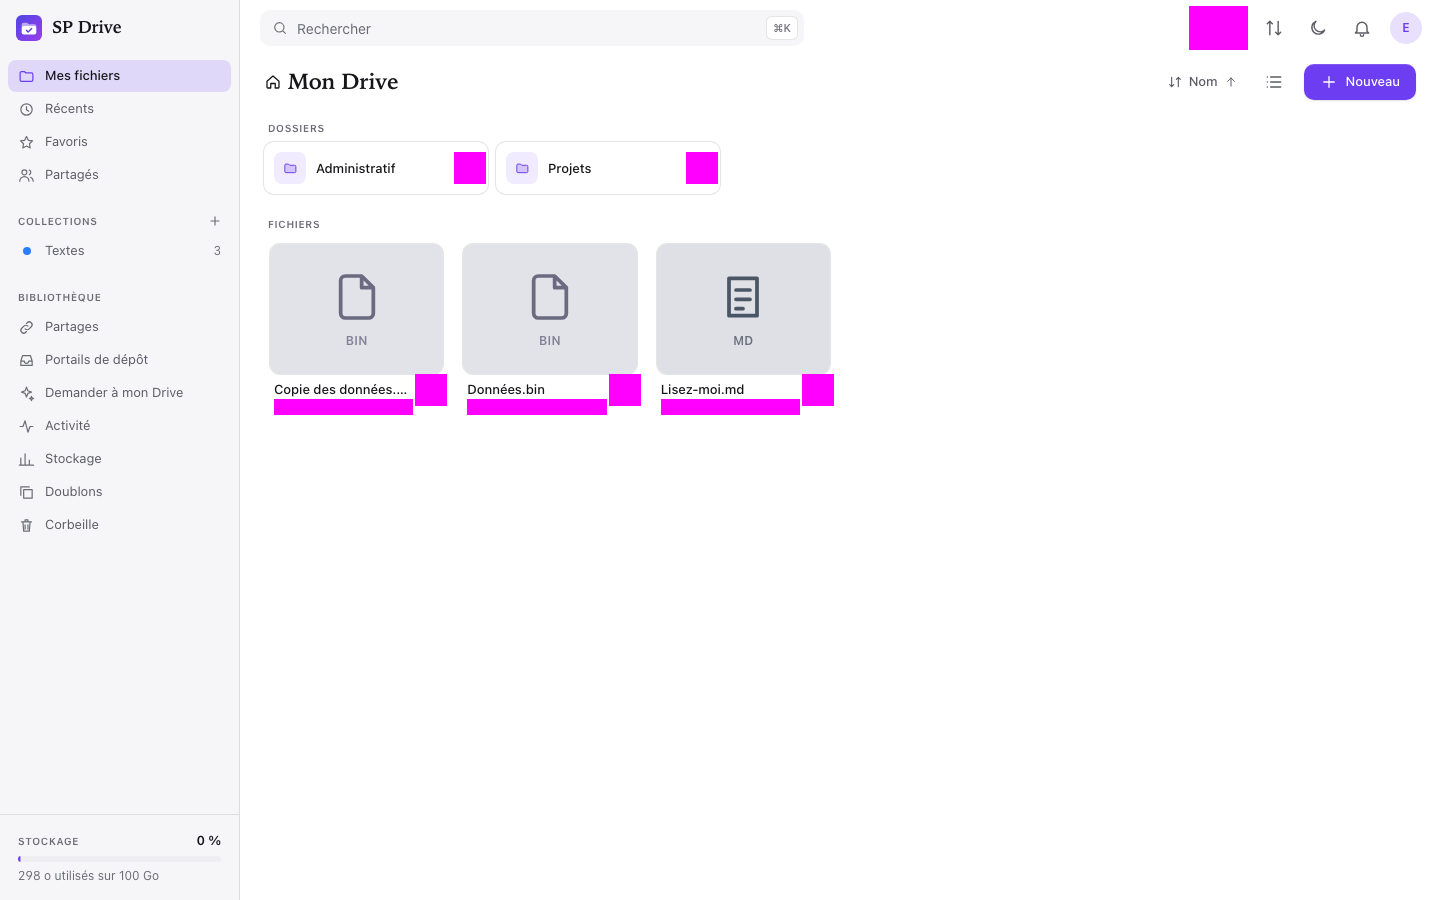 SP Drive
Rechercher
⌘K
E
Mes fichiers
Récents
Favoris
Partagés
COLLECTIONS
Textes
3
BIBLIOTHÈQUE
Partages
Portails de dépôt
Demander à mon Drive
Activité
Stockage
Doublons
Corbeille
STOCKAGE
0 %
298 o utilisés sur 100 Go
Mon Drive
Nom
Nouveau
DOSSIERS
Administratif
Projets
FICHIERS
BIN
BIN
MD
Copie des données....
Données.bin
Lisez-moi.md